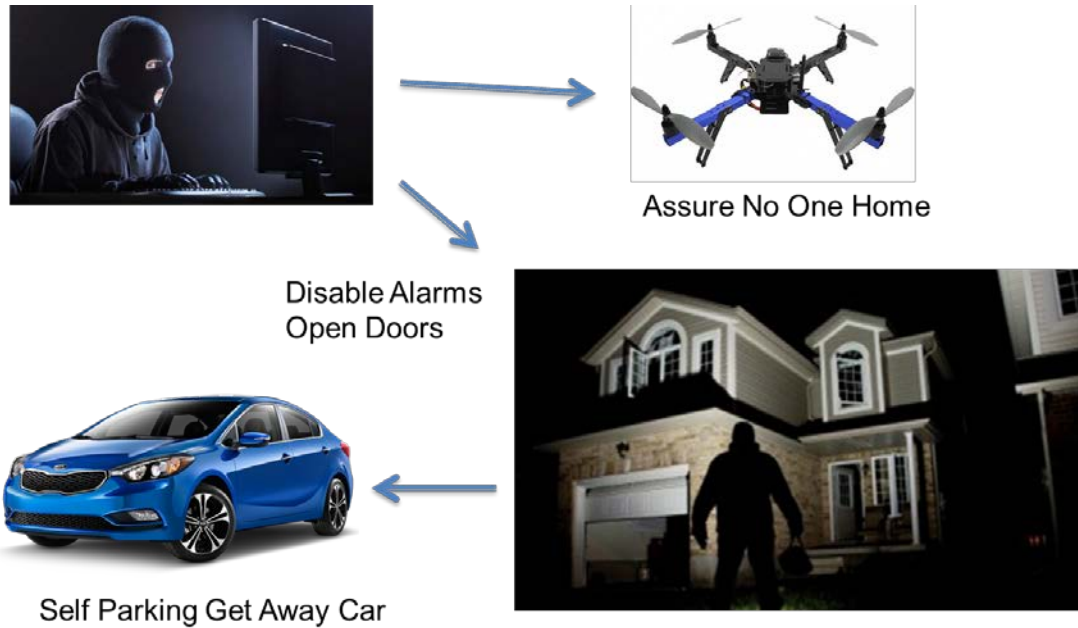 Assure No One Home
Disable Alarms
Open Doors
Self Parking Get Away Car